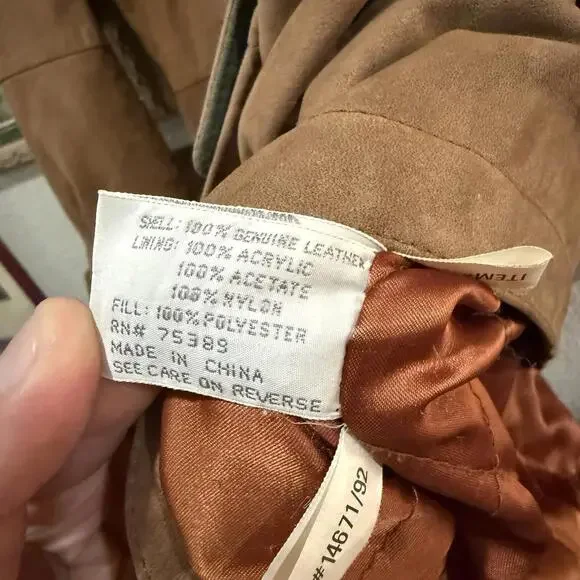 SHELL: 100% GENUINE LEATHER
LINING: 100% ACRYLIC
100% ACETATE
100% NYLON
FILL: 100% POLYESTER
RN# 75389
MADE IN CHINA
SEE CARE ON REVERSE
ITEM
#14671/92